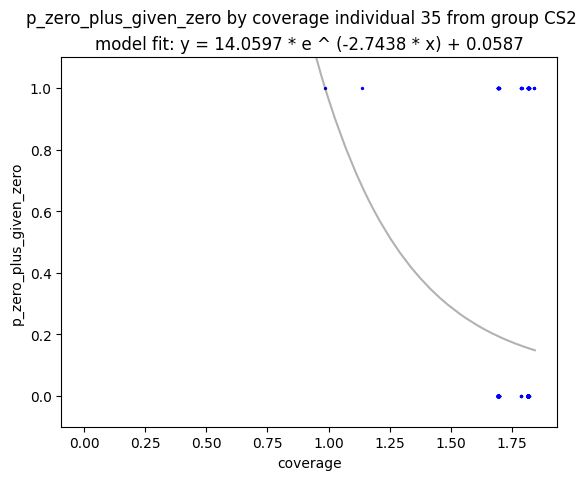 p_zero_plus_given_zero by coverage individual 35 from group CS2
model fit: y = 14.0597 * e ^ (-2.7438 * x) + 0.0587
1.0
0.8
0.6
0.4
0.2
0.0
p_zero_plus_given_zero
0.00 0.25 0.50 0.75 1.00 1.25 1.50 1.75
coverage